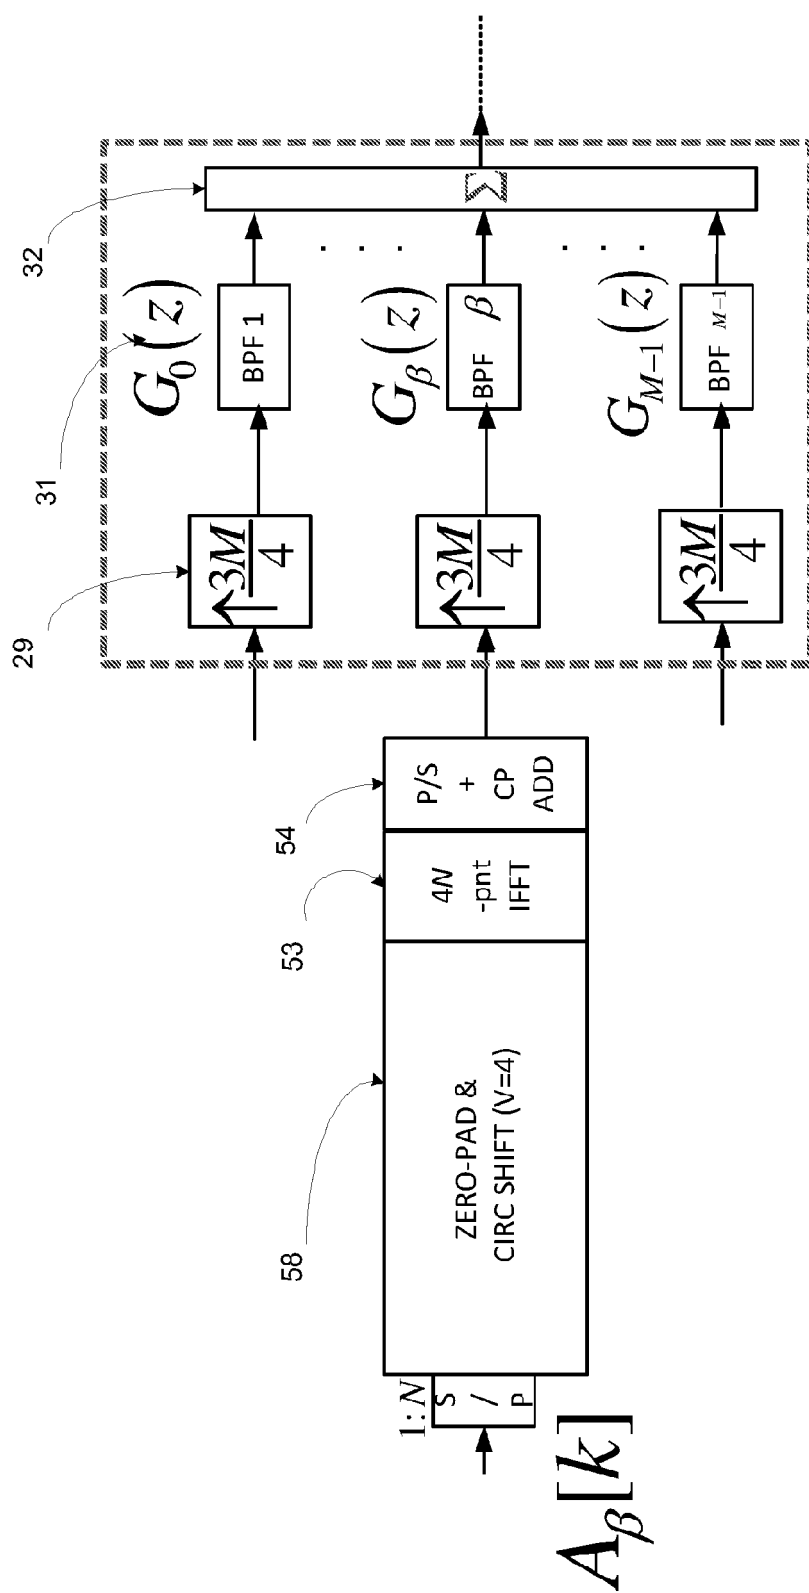 A_β[k]
1:N
S
/
P
58
ZERO-PAD &
CIRC SHIFT (V=4)
53
4N
-pnt
IFFT
54
P/S
+
CP
ADD
29
↑ 3M/4
↑ 3M/4
↑ 3M/4
31
G_0(z)
BPF 1
G_β(z)
BPF β
G_{M-1}(z)
BPF M-1
32
. . .
. . .
Σ